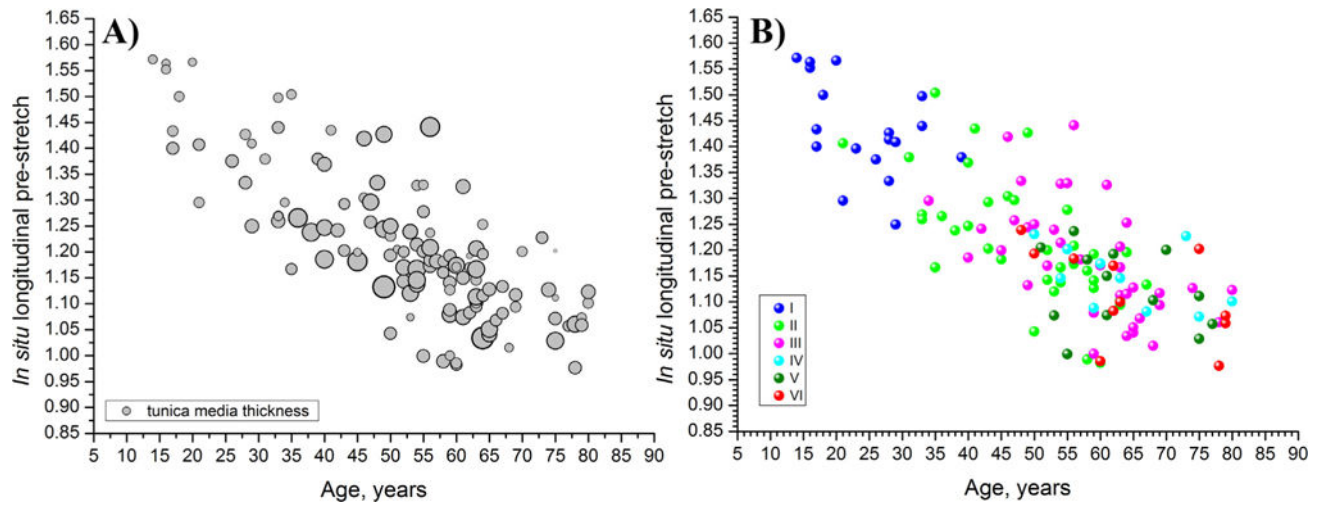 A)
In situ longitudinal pre-stretch
1.65
1.60
1.55
1.50
1.45
1.40
1.35
1.30
1.25
1.20
1.15
1.10
1.05
1.00
0.95
0.90
0.85
tunica media thickness
5 10 15 20 25 30 35 40 45 50 55 60 65 70 75 80 85 90
Age, years
B)
In situ longitudinal pre-stretch
1.65
1.60
1.55
1.50
1.45
1.40
1.35
1.30
1.25
1.20
1.15
1.10
1.05
1.00
0.95
0.90
0.85
I
II
III
IV
V
VI
5 10 15 20 25 30 35 40 45 50 55 60 65 70 75 80 85 90
Age, years